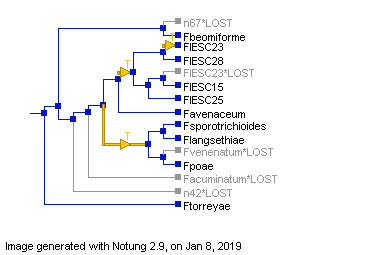 n67*LOST
Fbeomiforme
T
FIESC23
FIESC28
T
FIESC23*LOST
FIESC15
FIESC25
Favenaceum
Fsporotrichioides
T
Flangsethiae
Fvenenatum*LOST
Fpoae
Facuminatum*LOST
n42*LOST
Ftorreyae
Image generated with Notung 2.9, on Jan 8, 2019